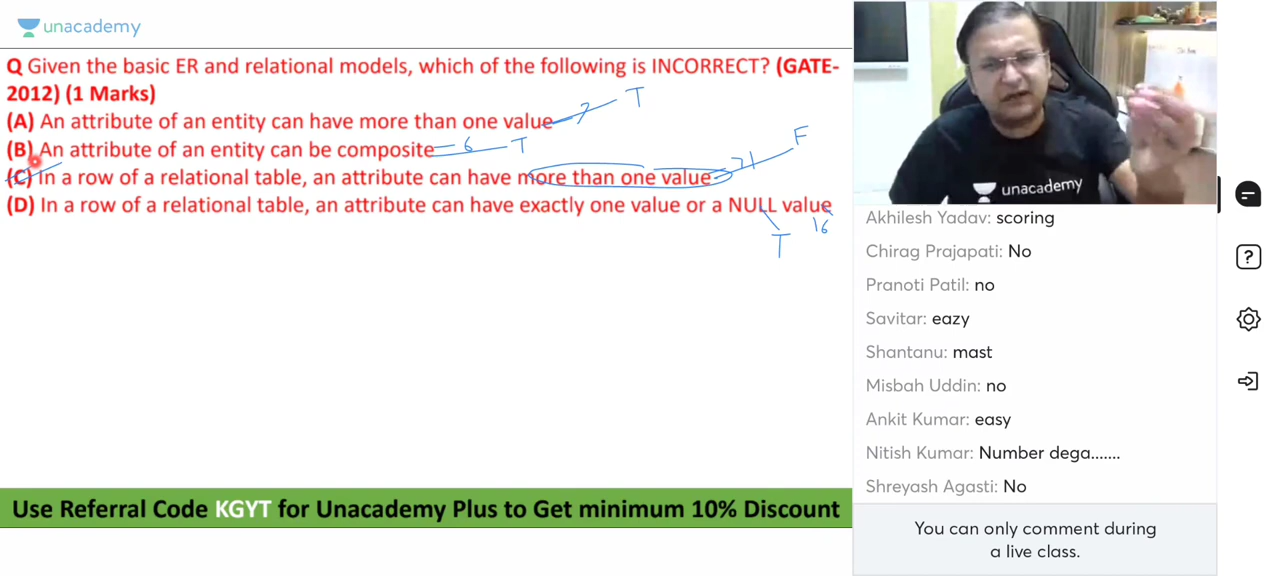 unacademy
Q Given the basic ER and relational models, which of the following is INCORRECT? (GATE-
2012) (1 Marks)
(A) An attribute of an entity can have more than one value 7 T
(B) An attribute of an entity can be composite 6 T
(C) In a row of a relational table, an attribute can have more than one value 71 F
(D) In a row of a relational table, an attribute can have exactly one value or a NULL value
16
T
Use Referral Code KGYT for Unacademy Plus to Get minimum 10% Discount
unacademy
Akhilesh Yadav: scoring
Chirag Prajapati: No
Pranoti Patil: no
Savitar: eazy
Shantanu: mast
Misbah Uddin: no
Ankit Kumar: easy
Nitish Kumar: Number dega.......
Shreyash Agasti: No
You can only comment during
a live class.